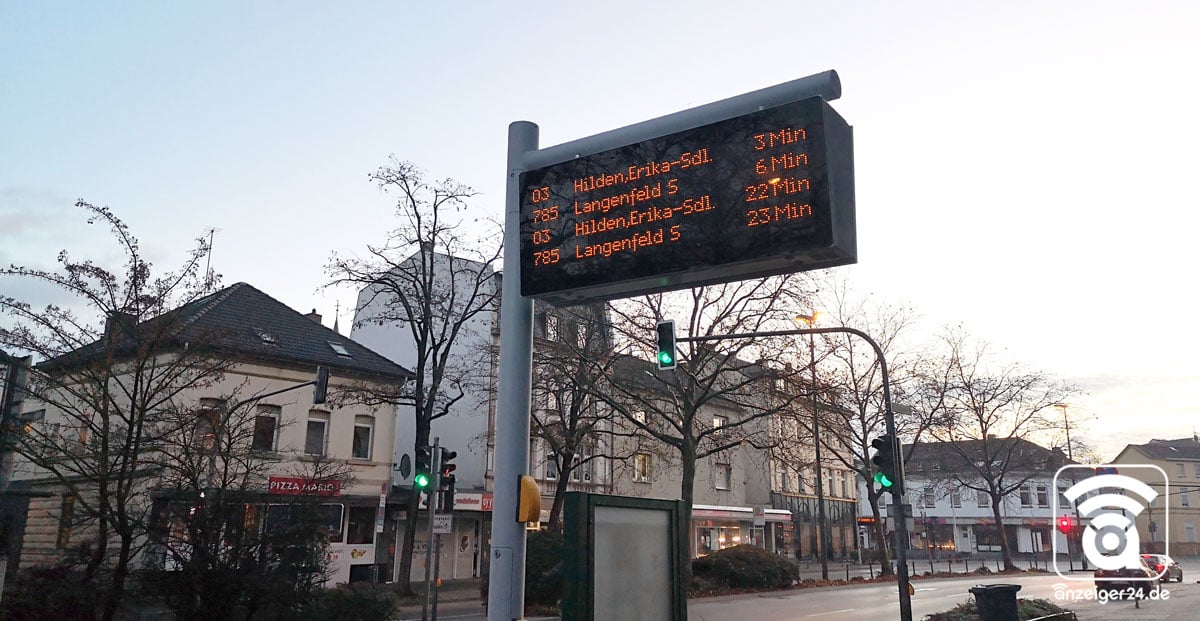 03 Hilden,Erika-Sdl. 3 Min
785 Langenfeld S 6 Min
03 Hilden,Erika-Sdl. 22 Min
785 Langenfeld S 23 Min
PIZZA MARIO
anzeiger24.de